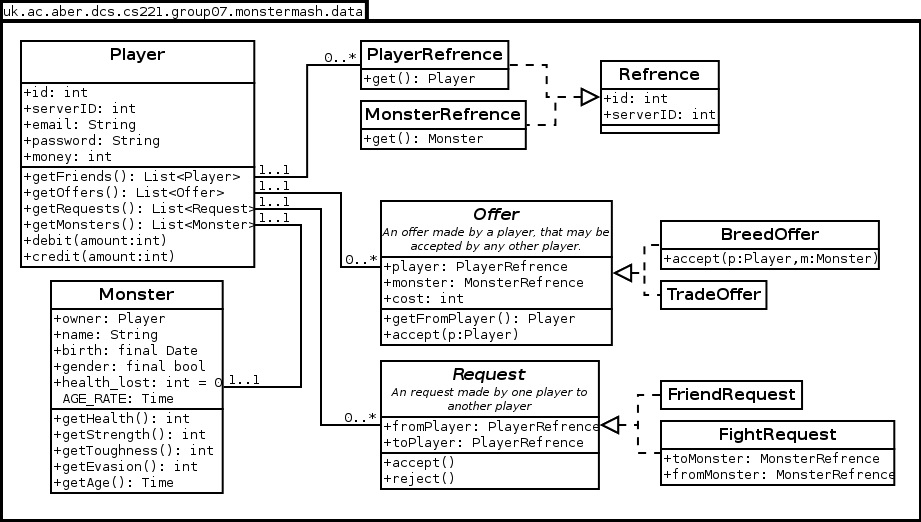 uk.ac.aber.dcs.cs221.group07.monstermash.data
Player
+id: int
+serverID: int
+email: String
+password: String
+money: int
+getFriends(): List<Player>
+getOffers(): List<Offer>
+getRequests(): List<Request>
+getMonsters(): List<Monster>
+debit(amount:int)
+credit(amount:int)
1..1
1..1
1..1
1..1
0..*
PlayerRefrence
+get(): Player
MonsterRefrence
+get(): Monster
Refrence
+id: int
+serverID: int
0..*
Offer
An offer made by a player, that may be
accepted by any other player.
+player: PlayerRefrence
+monster: MonsterRefrence
+cost: int
+getFromPlayer(): Player
+accept(p:Player)
BreedOffer
+accept(p:Player,m:Monster)
TradeOffer
Monster
+owner: Player
+name: String
+birth: final Date
+gender: final bool
+health_lost: int = 0
AGE_RATE: Time
+getHealth(): int
+getStrength(): int
+getToughness(): int
+getEvasion(): int
+getAge(): Time
1..1
0..*
Request
An request made by one player to
another player
+fromPlayer: PlayerRefrence
+toPlayer: PlayerRefrence
+accept()
+reject()
FriendRequest
FightRequest
+toMonster: MonsterRefrence
+fromMonster: MonsterRefrence